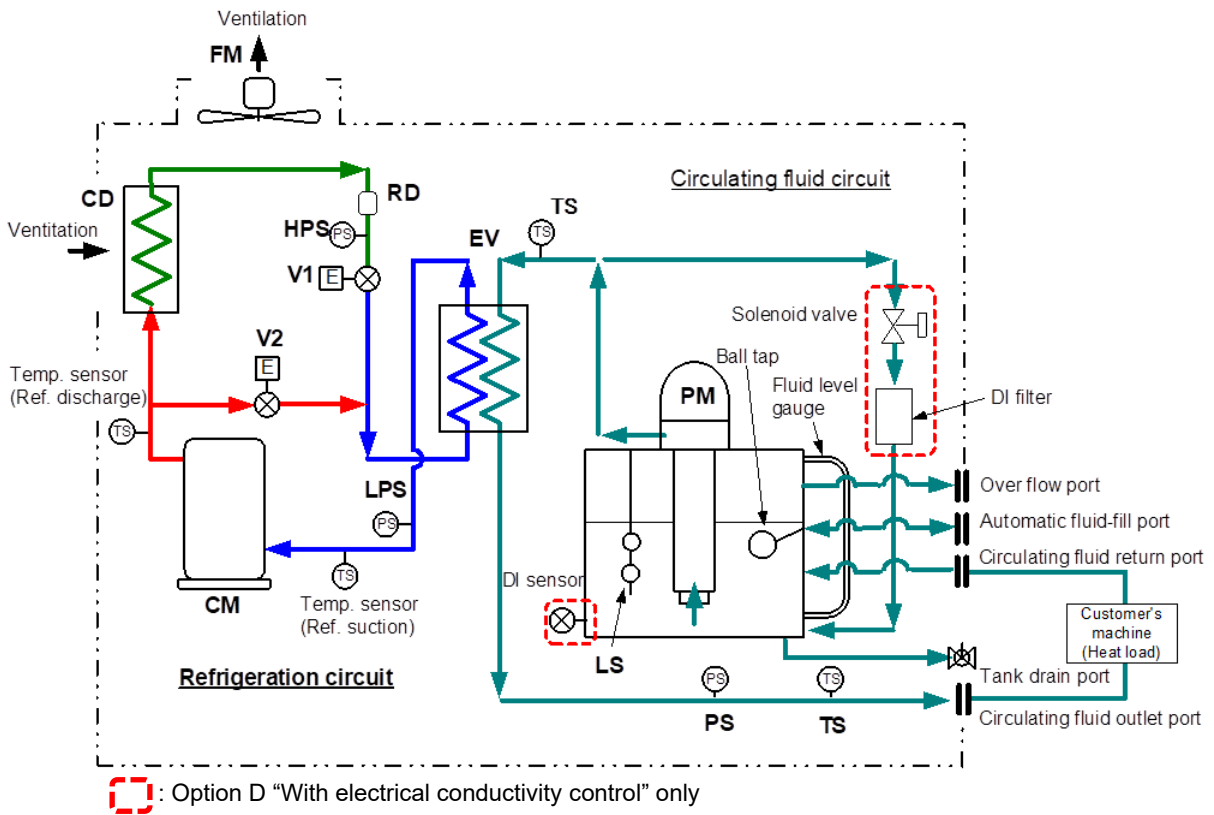 Ventilation
FM
CD
Ventitation
RD
HPS
PS
V1
E
EV
TS
TS
Circulating fluid circuit
Solenoid valve
Ball tap
Fluid level
gauge
PM
DI filter
V2
E
Temp. sensor
(Ref. discharge)
TS
LPS
PS
Over flow port
Automatic fluid-fill port
Circulating fluid return port
DI sensor
CM
TS
Temp. sensor
(Ref. suction)
LS
Customer's
machine
(Heat load)
Refrigeration circuit
PS
TS
PS
TS
Tank drain port
Circulating fluid outlet port
: Option D “With electrical conductivity control” only